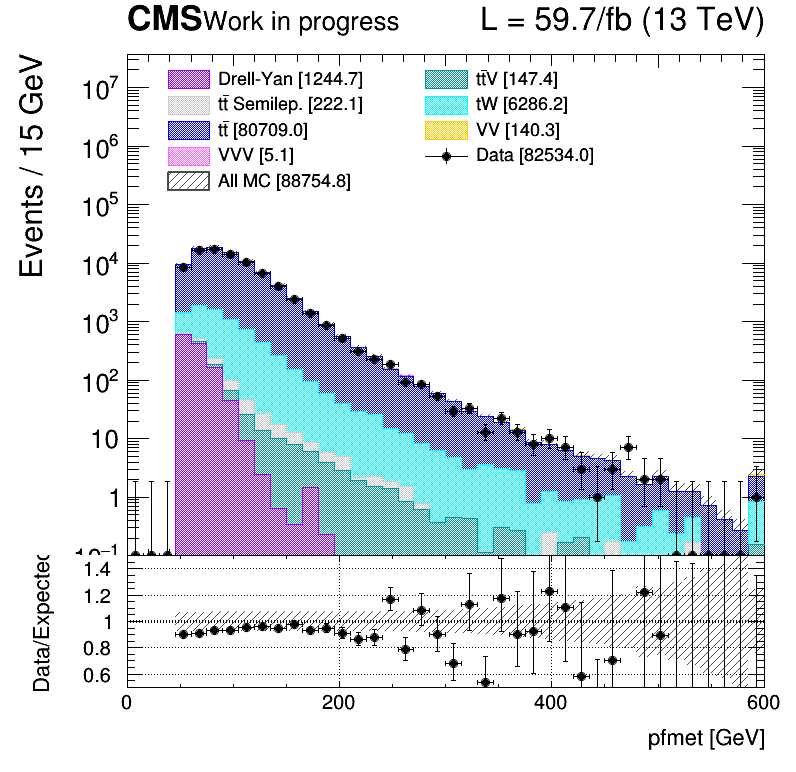 CMS Work in progress L = 59.7/fb (13 TeV)
Events / 15 GeV
Drell-Yan [1244.7] tt̄V [147.4]
tt̄ Semilep. [222.1] tW [6286.2]
tt̄ [80709.0] VV [140.3]
VVV [5.1] Data [82534.0]
All MC [88754.8]
10⁷
10⁶
10⁵
10⁴
10³
10²
10
1
10⁻¹
Data/Expected
1.4
1.2
1
0.8
0.6
0 200 400 600
pfmet [GeV]